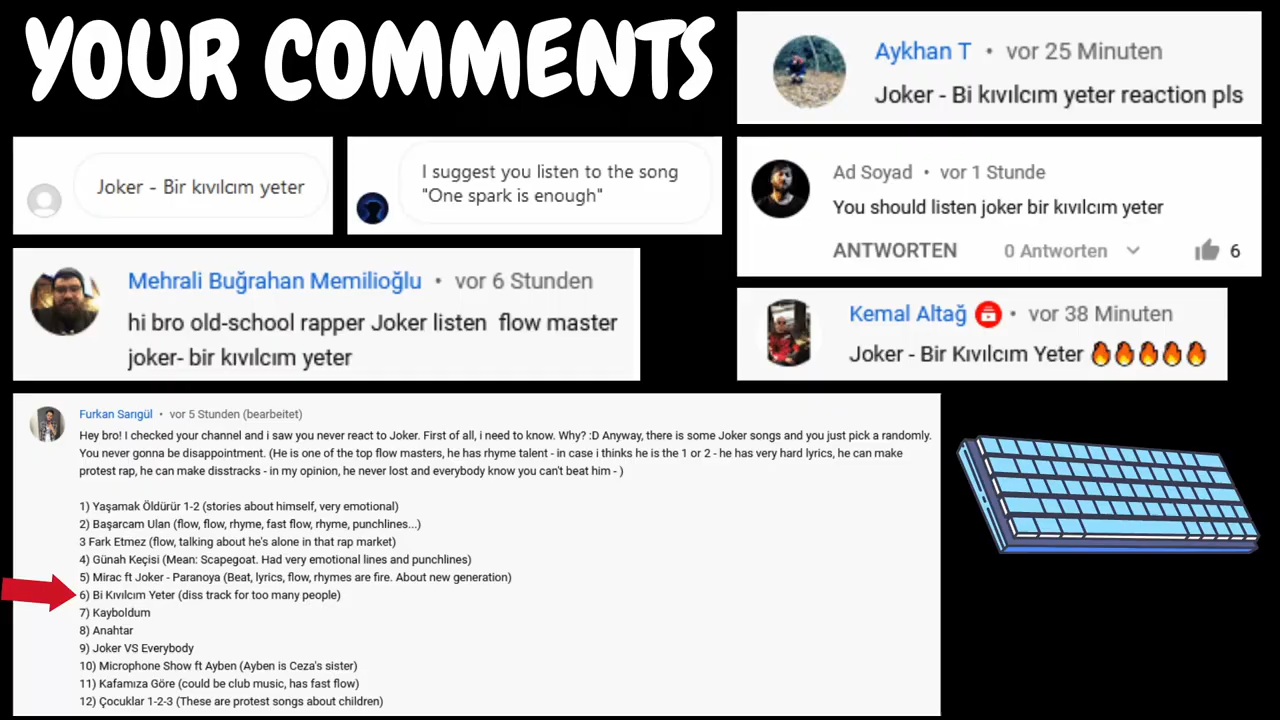 YOUR COMMENTS
Aykhan T • vor 25 Minuten
Joker - Bi kıvılcım yeter reaction pls
Joker - Bir kıvılcım yeter
I suggest you listen to the song
"One spark is enough"
Ad Soyad • vor 1 Stunde
You should listen joker bir kıvılcım yeter
ANTWORTEN 0 Antworten 6
Mehrali Buğrahan Memilioğlu • vor 6 Stunden
hi bro old-school rapper Joker listen flow master
joker- bir kıvılcım yeter
Kemal Altağ • vor 38 Minuten
Joker - Bir Kıvılcım Yeter 🔥🔥🔥🔥🔥
Furkan Sarıgül • vor 5 Stunden (bearbeitet)
Hey bro! I checked your channel and i saw you never react to Joker. First of all, i need to know. Why? :D Anyway, there is some Joker songs and you just pick a randomly.
You never gonna be disappointment. (He is one of the top flow masters, he has rhyme talent - in case i thinks he is the 1 or 2 - he has very hard lyrics, he can make
protest rap, he can make disstracks - in my opinion, he never lost and everybody know you can't beat him - )
1) Yaşamak Öldürür 1-2 (stories about himself, very emotional)
2) Başarcam Ulan (flow, flow, rhyme, fast flow, rhyme, punchlines...)
3 Fark Etmez (flow, talking about he's alone in that rap market)
4) Günah Keçisi (Mean: Scapegoat. Had very emotional lines and punchlines)
5) Mirac ft Joker - Paranoya (Beat, lyrics, flow, rhymes are fire. About new generation)
6) Bi Kıvılcım Yeter (diss track for too many people)
7) Kayboldum
8) Anahtar
9) Joker VS Everybody
10) Microphone Show ft Ayben (Ayben is Ceza's sister)
11) Kafamıza Göre (could be club music, has fast flow)
12) Çocuklar 1-2-3 (These are protest songs about children)